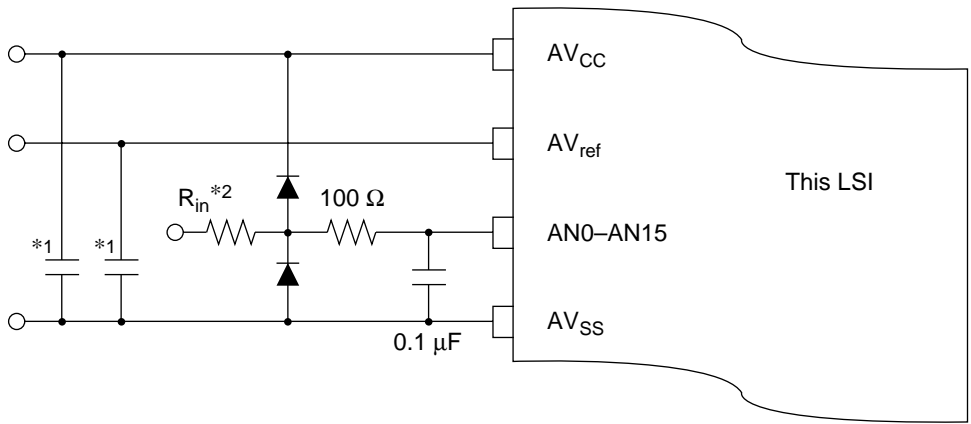 AVCC
AVref
This LSI
Rin*2
100 Ω
*1
*1
AN0–AN15
AVSS
0.1 μF